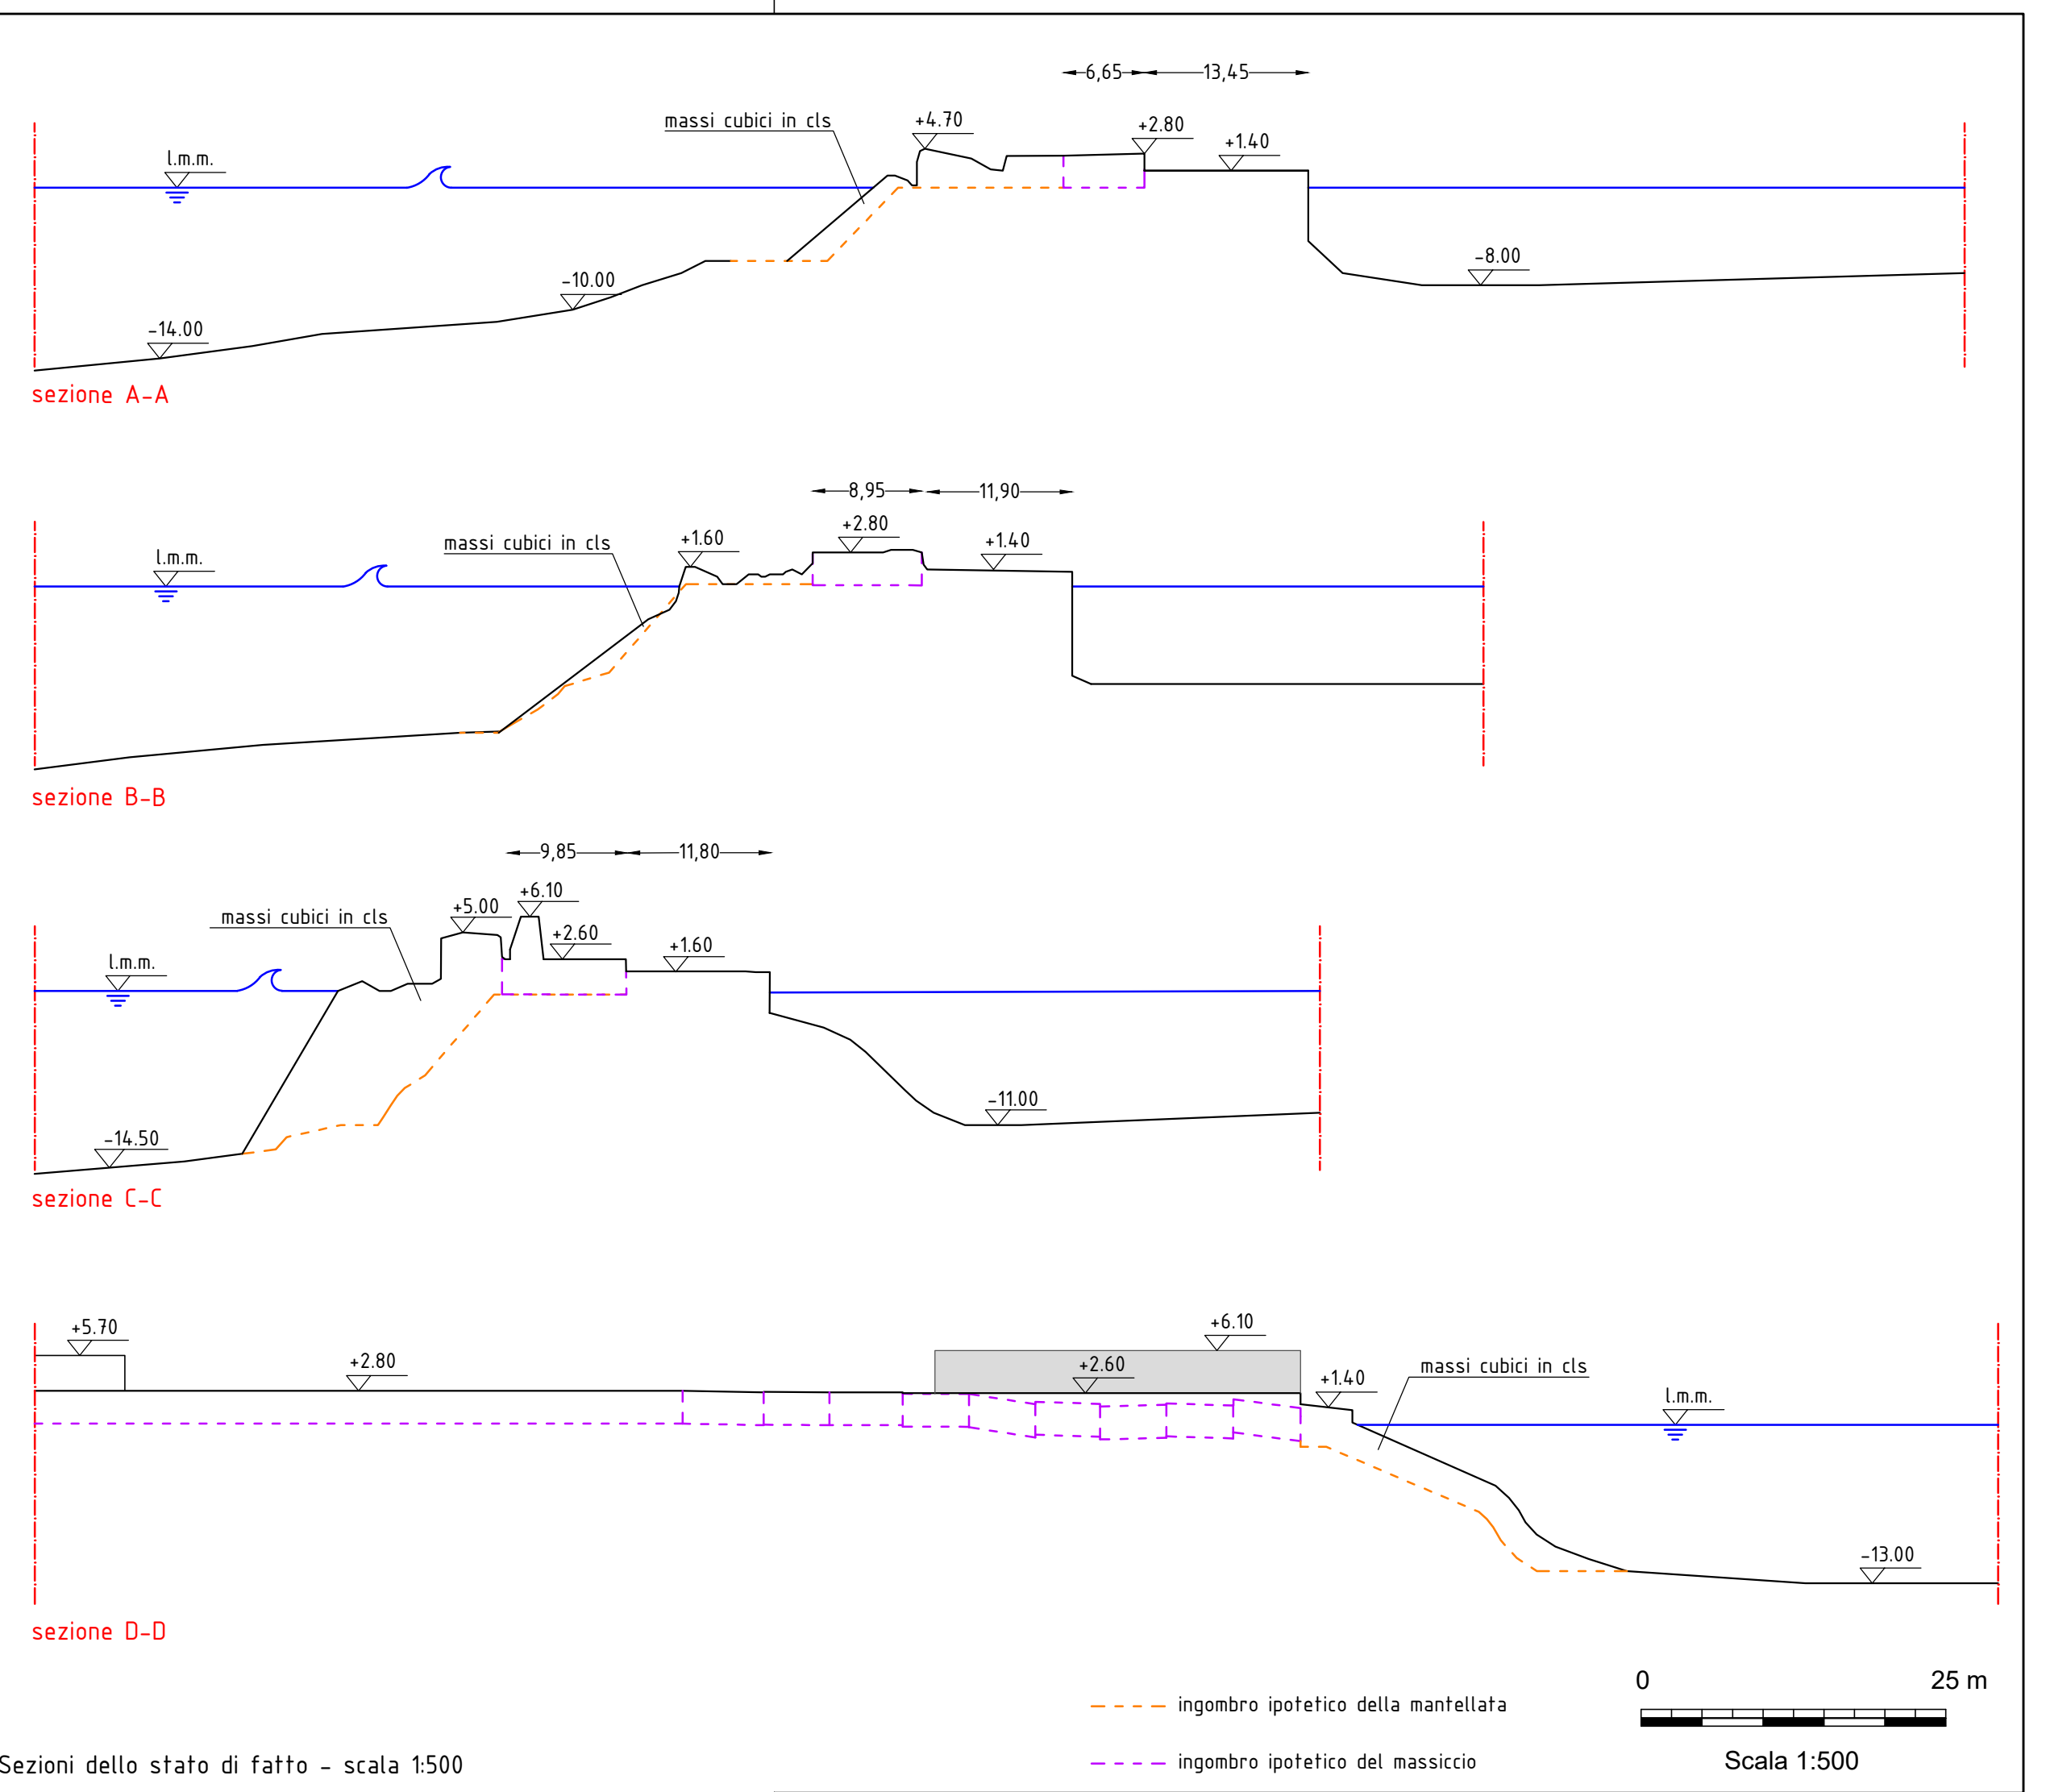 6,65
13,45
massi cubici in cls
+4.70
+2.80
+1.40
l.m.m.
-8.00
-10.00
-14.00
sezione A-A
8,95
11,90
massi cubici in cls
+1.60
+2.80
+1.40
l.m.m.
sezione B-B
9,85
11,80
massi cubici in cls
+5.00
+6.10
+2.60
+1.60
l.m.m.
-11.00
-14.50
sezione C-C
+5.70
+2.80
+6.10
+2.60
+1.40
massi cubici in cls
l.m.m.
-13.00
sezione D-D
0
25 m
ingombro ipotetico della mantellata
ingombro ipotetico del massiccio
Scala 1:500
Sezioni dello stato di fatto - scala 1:500